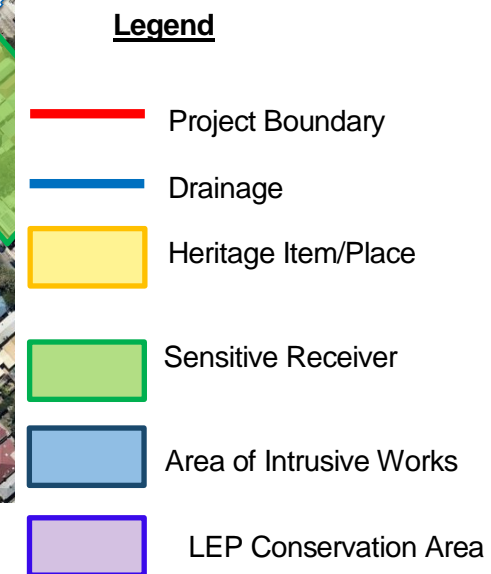 Legend
Project Boundary
Drainage
Heritage Item/Place
Sensitive Receiver
Area of Intrusive Works
LEP Conservation Area